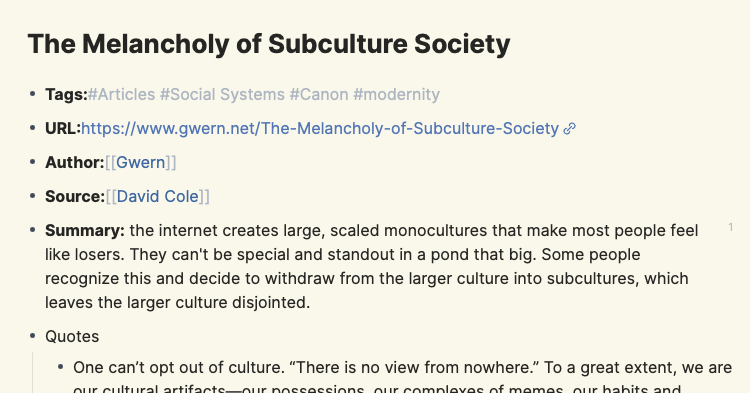 The Melancholy of Subculture Society
• Tags:#Articles #Social Systems #Canon #modernity
• URL:https://www.gwern.net/The-Melancholy-of-Subculture-Society
• Author:[[Gwern]]
• Source:[[David Cole]]
• Summary: the internet creates large, scaled monocultures that make most people feel 1
like losers. They can't be special and standout in a pond that big. Some people
recognize this and decide to withdraw from the larger culture into subcultures, which
leaves the larger culture disjointed.
• Quotes
• One can’t opt out of culture. “There is no view from nowhere.” To a great extent, we are
our cultural artifacts—our possessions, our complexes of memes, our habits and